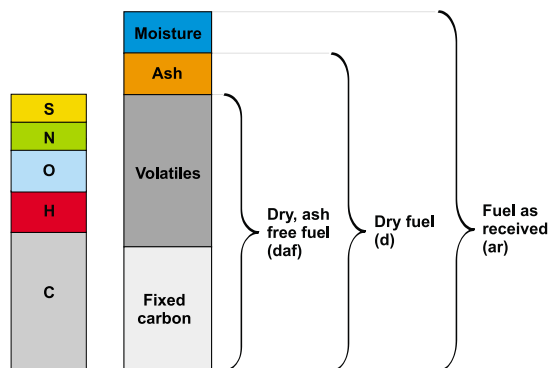 S
N
O
H
C
Moisture
Ash
Volatiles
Fixed
carbon
Dry, ash
free fuel
(daf)
Dry fuel
(d)
Fuel as
received
(ar)